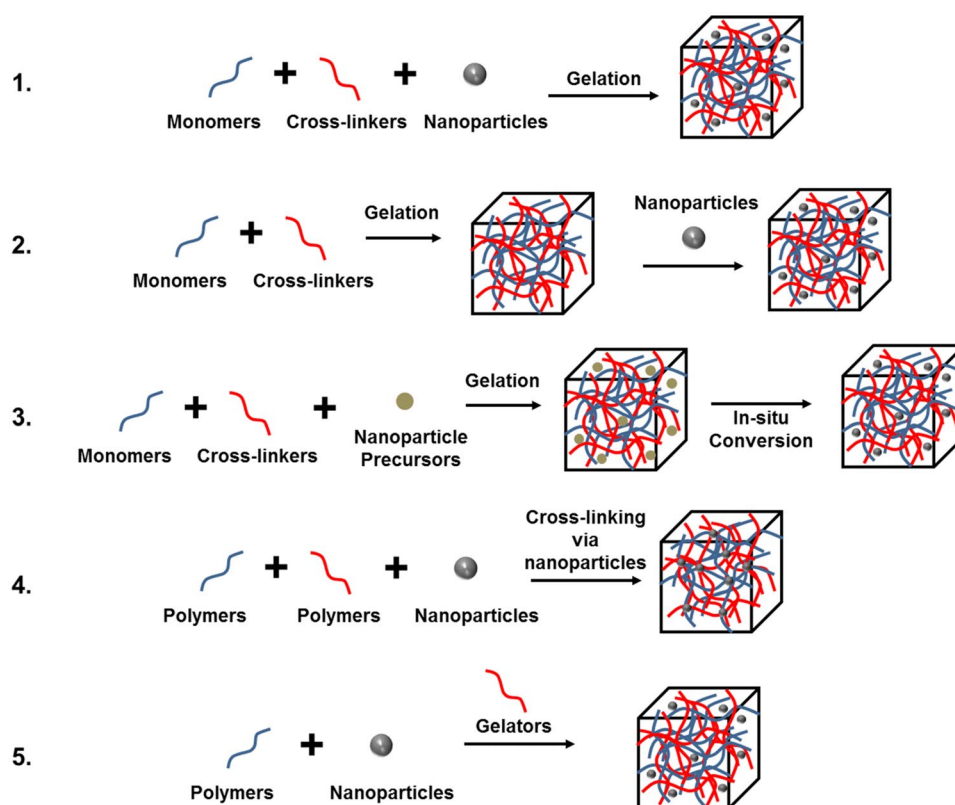 1.
Monomers
Cross-linkers
Nanoparticles
Gelation
2.
Monomers
Cross-linkers
Gelation
Nanoparticles
3.
Monomers
Cross-linkers
Nanoparticle
Precursors
Gelation
In-situ
Conversion
4.
Polymers
Polymers
Nanoparticles
Cross-linking
via
nanoparticles
5.
Polymers
Nanoparticles
Gelators